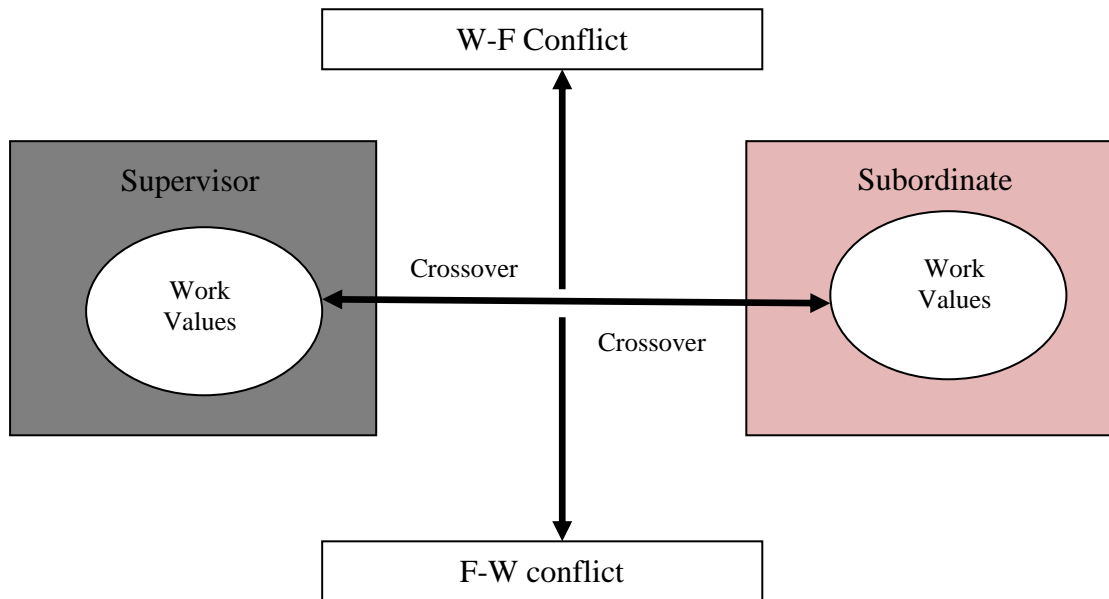 W-F Conflict
Supervisor
Subordinate
Work
Values
Crossover
Work
Values
Crossover
F-W conflict